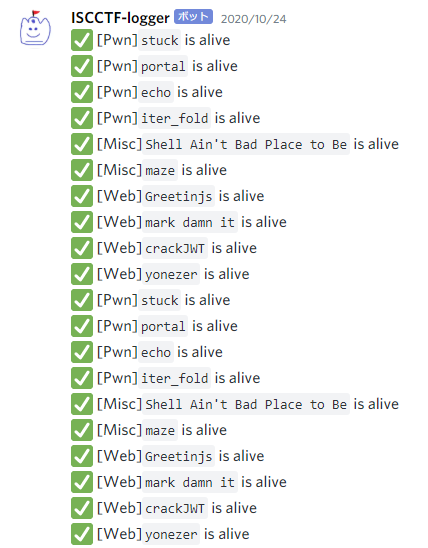 ISCCTF-logger ボット 2020/10/24
✅ [Pwn] stuck is alive
✅ [Pwn] portal is alive
✅ [Pwn] echo is alive
✅ [Pwn] iter_fold is alive
✅ [Misc] Shell Ain't Bad Place to Be is alive
✅ [Misc] maze is alive
✅ [Web] Greetinjs is alive
✅ [Web] mark damn it is alive
✅ [Web] crackJWT is alive
✅ [Web] yonezer is alive
✅ [Pwn] stuck is alive
✅ [Pwn] portal is alive
✅ [Pwn] echo is alive
✅ [Pwn] iter_fold is alive
✅ [Misc] Shell Ain't Bad Place to Be is alive
✅ [Misc] maze is alive
✅ [Web] Greetinjs is alive
✅ [Web] mark damn it is alive
✅ [Web] crackJWT is alive
✅ [Web] yonezer is alive